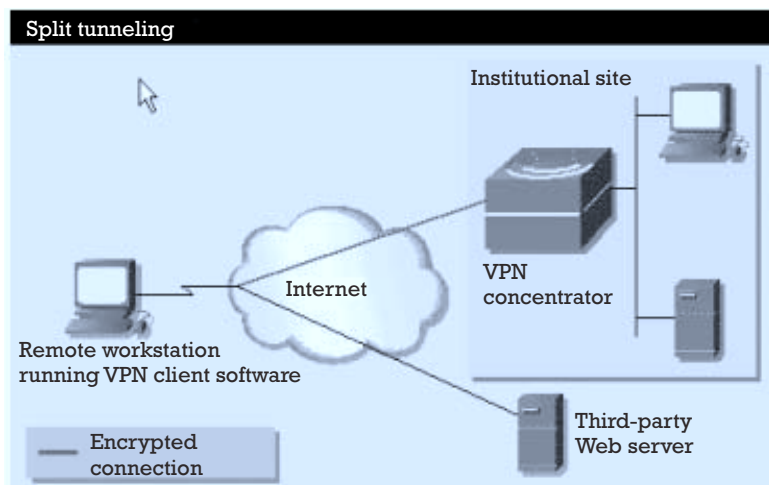 Split tunneling
Institutional site
Internet
VPN
concentrator
Remote workstation
running VPN client software
Third-party
Web server
Encrypted
connection